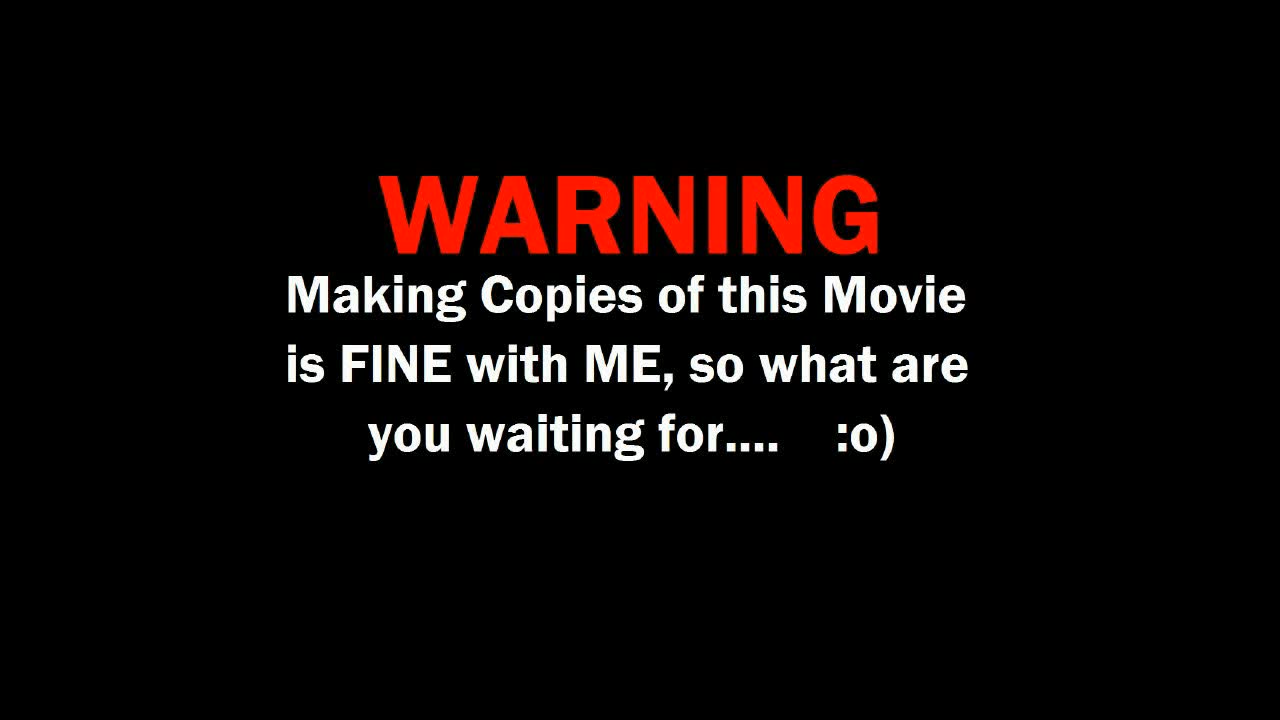 WARNING
Making Copies of this Movie
is FINE with ME, so what are
you waiting for.... :o)